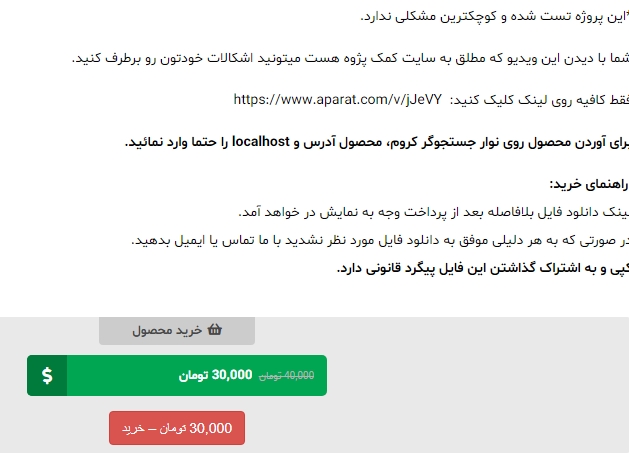 *این پروژه تست شده و کوچکترین مشکلی ندارد.
شما با دیدن این ویدیو که مطلق به سایت کمک پژوه هست میتونید اشکالات خودتون رو برطرف کنید.
فقط کافیه روی لینک کلیک کنید: https://www.aparat.com/v/jJeVY
برای آوردن محصول روی نوار جستجوگر کروم، محصول آدرس و localhost را حتما وارد نمائید.
راهنمای خرید:
لینک دانلود فایل بلافاصله بعد از پرداخت وجه به نمایش در خواهد آمد.
در صورتی که به هر دلیلی موفق به دانلود فایل مورد نظر نشدید با ما تماس یا ایمیل بدهید.
کپی و به اشتراک گذاشتن این فایل پیگرد قانونی دارد.
خرید محصول
40,000 تومان 30,000 تومان
30,000 تومان – خرید